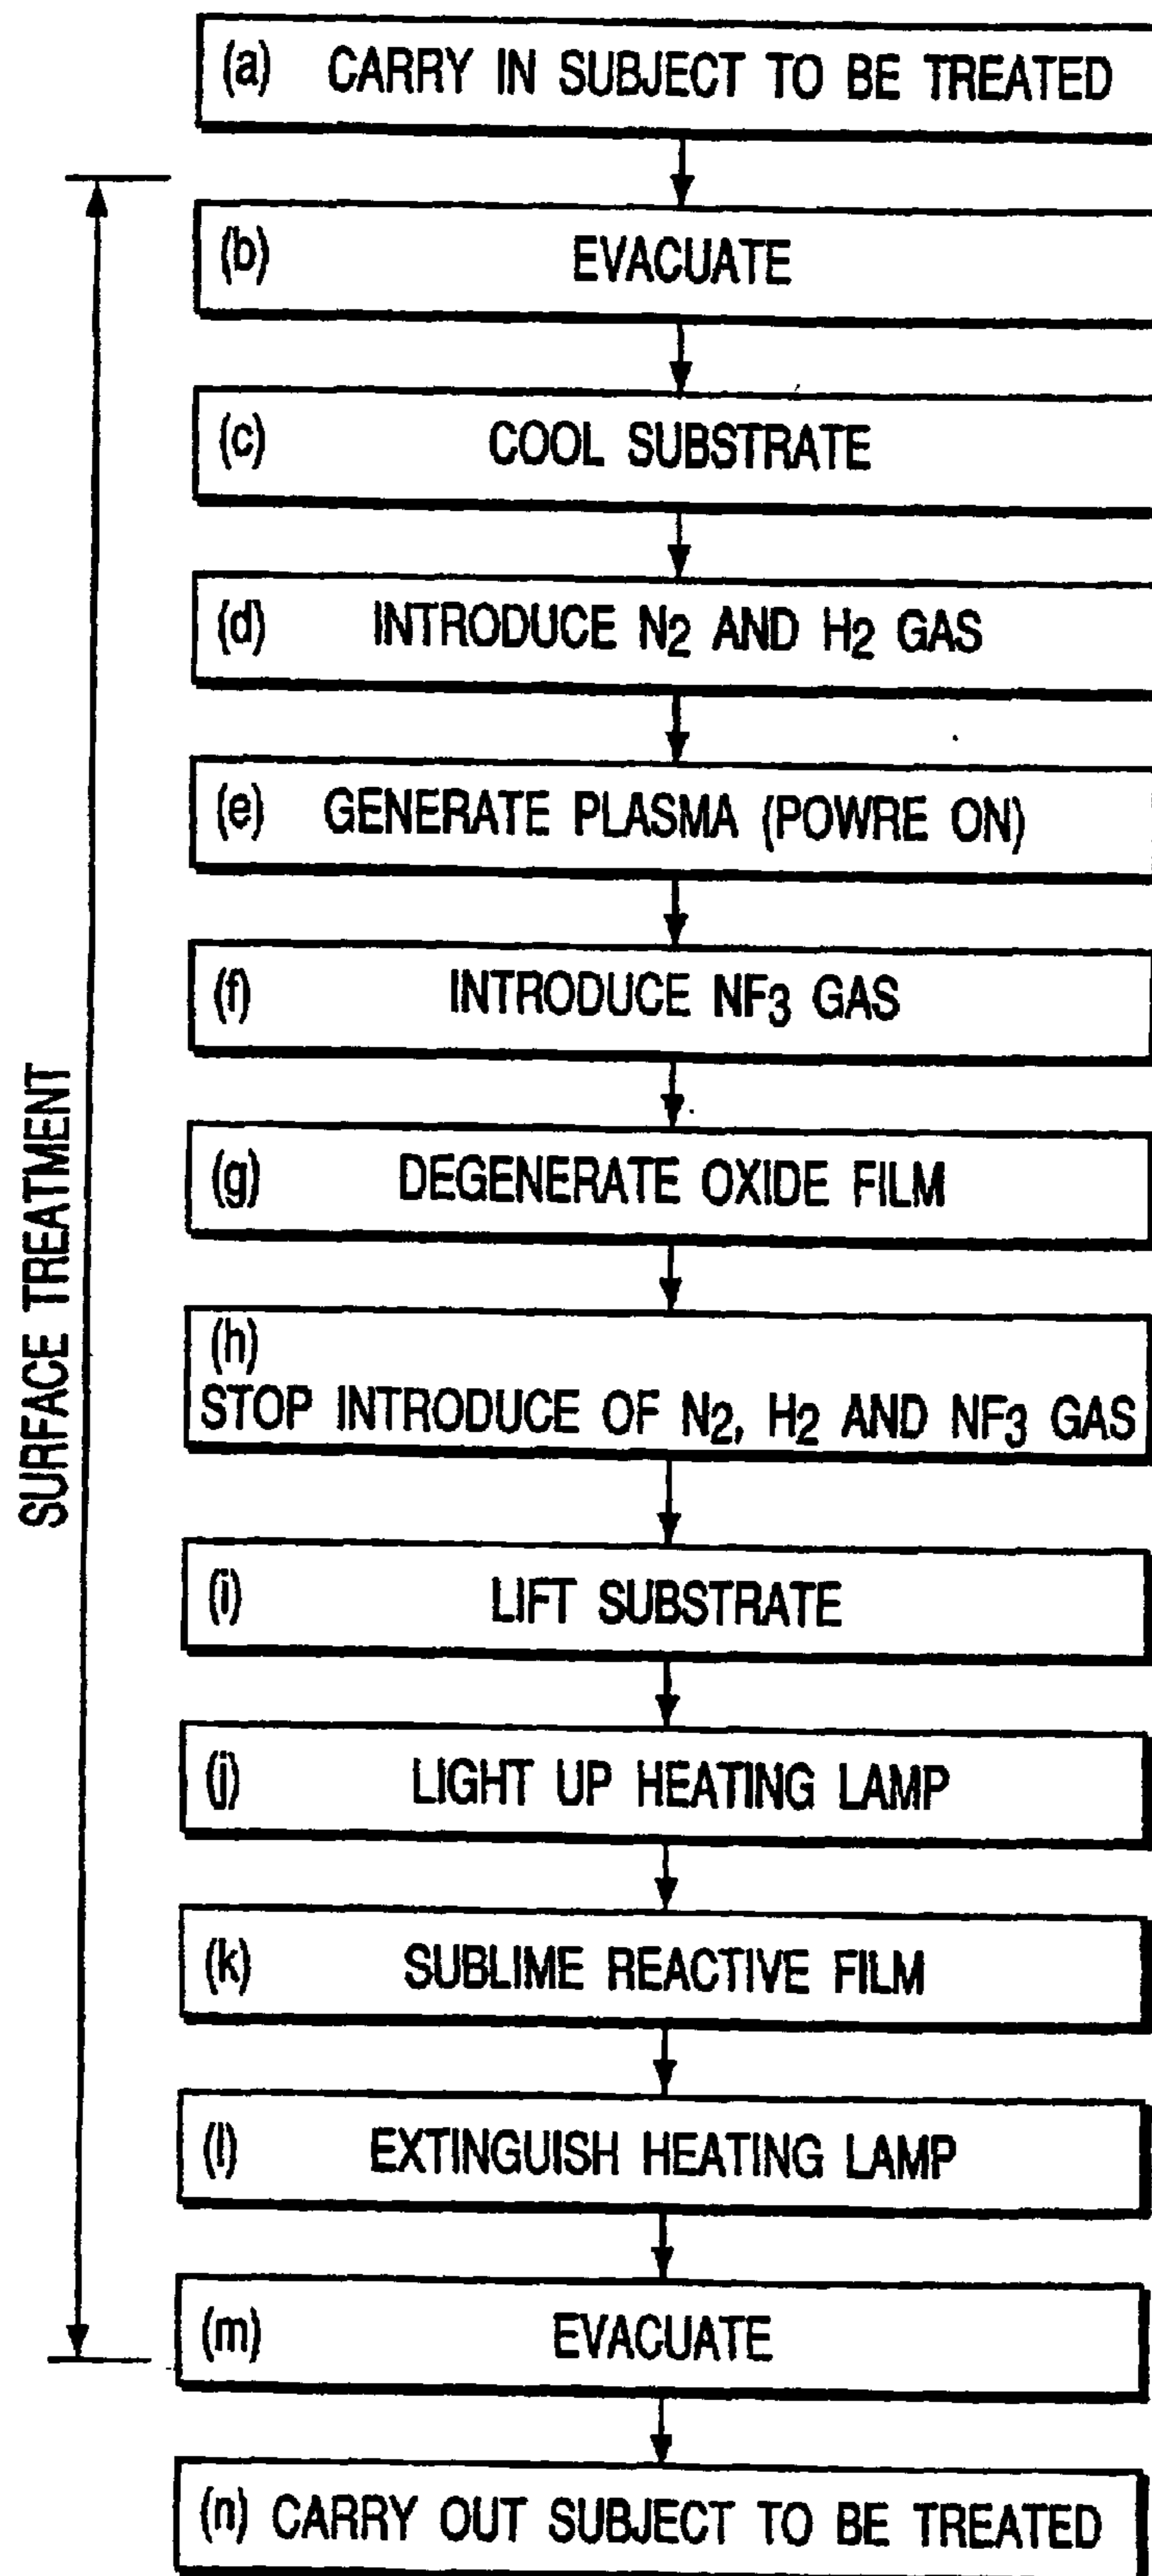 (a) CARRY IN SUBJECT TO BE TREATED
(b) EVACUATE
(c) COOL SUBSTRATE
(d) INTRODUCE N2 AND H2 GAS
(e) GENERATE PLASMA (POWRE ON)
(f) INTRODUCE NF3 GAS
(g) DEGENERATE OXIDE FILM
(h)
STOP INTRODUCE OF N2, H2 AND NF3 GAS
(i) LIFT SUBSTRATE
(j) LIGHT UP HEATING LAMP
(k) SUBLIME REACTIVE FILM
(l) EXTINGUISH HEATING LAMP
(m) EVACUATE
(n) CARRY OUT SUBJECT TO BE TREATED
SURFACE TREATMENT